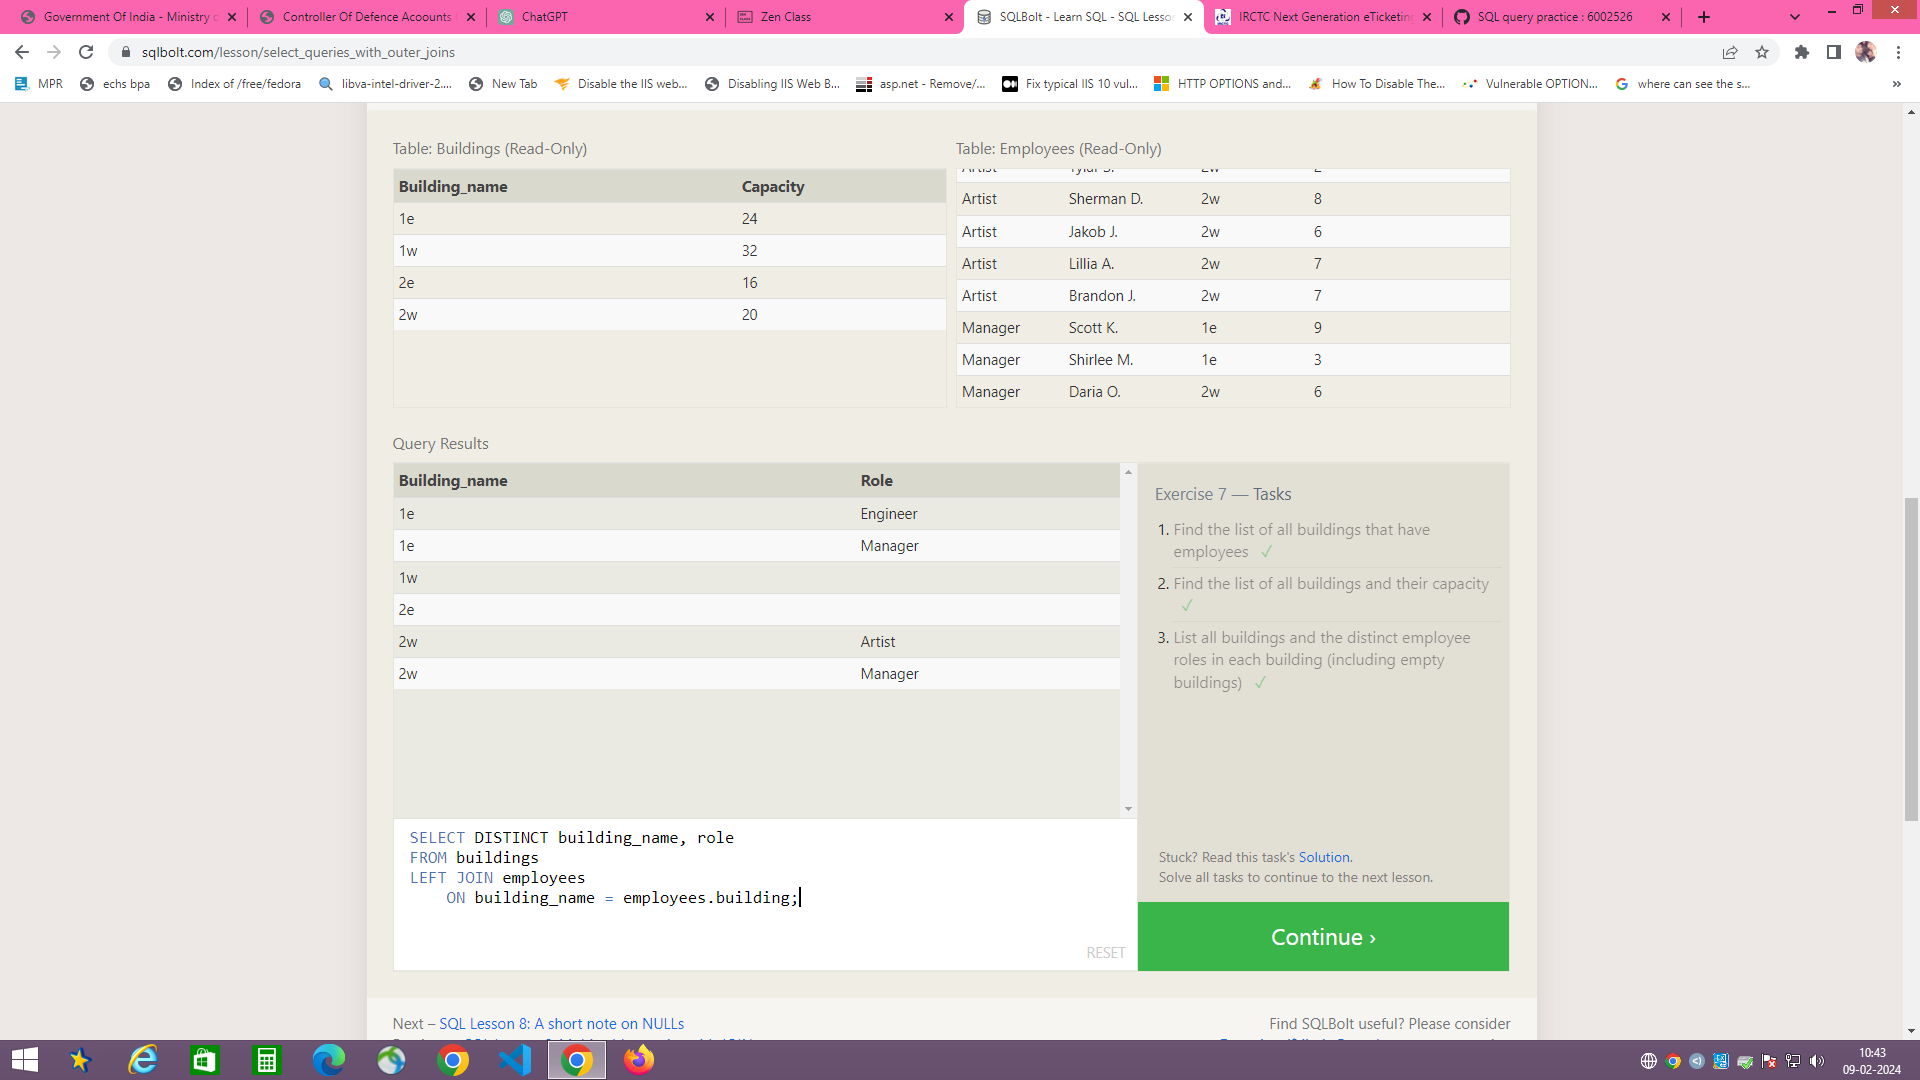 Government Of India - Ministry
Controller Of Defence Acoounts
ChatGPT
Zen Class
SQLBolt - Learn SQL - SQL Lesso
IRCTC Next Generation eTicketin
SQL query practice : 6002526
sqlbolt.com/lesson/select_queries_with_outer_joins
MPR
echs bpa
Index of /free/fedora
libva-intel-driver-2....
New Tab
Disable the IIS web...
Disabling IIS Web B...
asp.net - Remove/...
Fix typical IIS 10 vul...
HTTP OPTIONS and...
How To Disable The...
Vulnerable OPTION...
where can see the s...
»
Table: Buildings (Read-Only)
Building_name Capacity
1e 24
1w 32
2e 16
2w 20
Table: Employees (Read-Only)
Artist Tylar S. 2w 2
Artist Sherman D. 2w 8
Artist Jakob J. 2w 6
Artist Lillia A. 2w 7
Artist Brandon J. 2w 7
Manager Scott K. 1e 9
Manager Shirlee M. 1e 3
Manager Daria O. 2w 6
Query Results
Building_name Role
1e Engineer
1e Manager
1w
2e
2w Artist
2w Manager
SELECT DISTINCT building_name, role
FROM buildings
LEFT JOIN employees
ON building_name = employees.building;
RESET
Exercise 7 — Tasks
1. Find the list of all buildings that have
employees ✓
2. Find the list of all buildings and their capacity
✓
3. List all buildings and the distinct employee
roles in each building (including empty
buildings) ✓
Stuck? Read this task's Solution.
Solve all tasks to continue to the next lesson.
Continue ›
Next – SQL Lesson 8: A short note on NULLs
Find SQLBolt useful? Please consider
10:43
09-02-2024